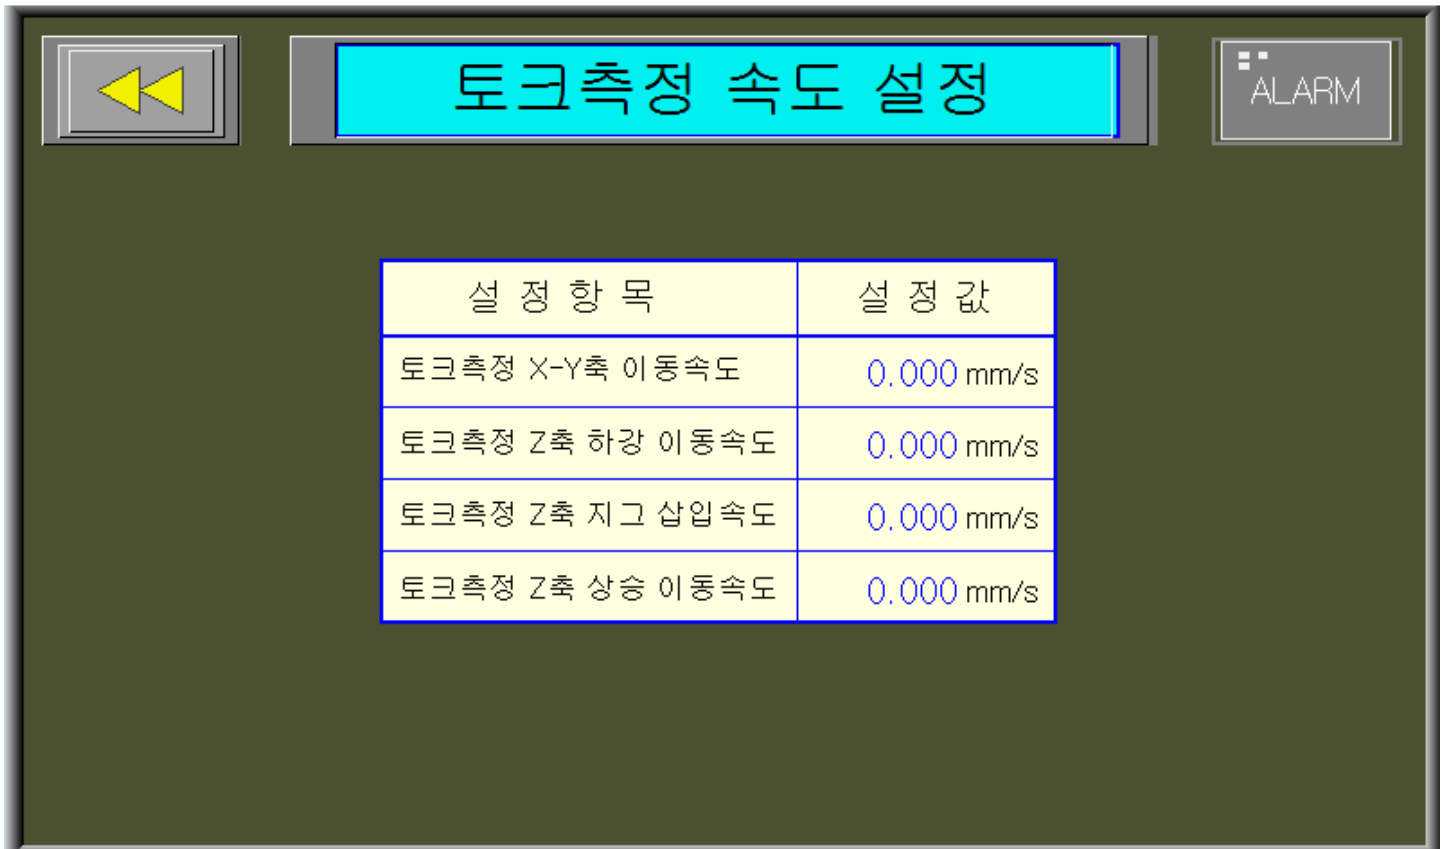 토크측정 속도 설정
ALARM
설 정 항 목 설 정 값
토크측정 X-Y축 이동속도 0.000 mm/s
토크측정 Z축 하강 이동속도 0.000 mm/s
토크측정 Z축 지그 삽입속도 0.000 mm/s
토크측정 Z축 상승 이동속도 0.000 mm/s